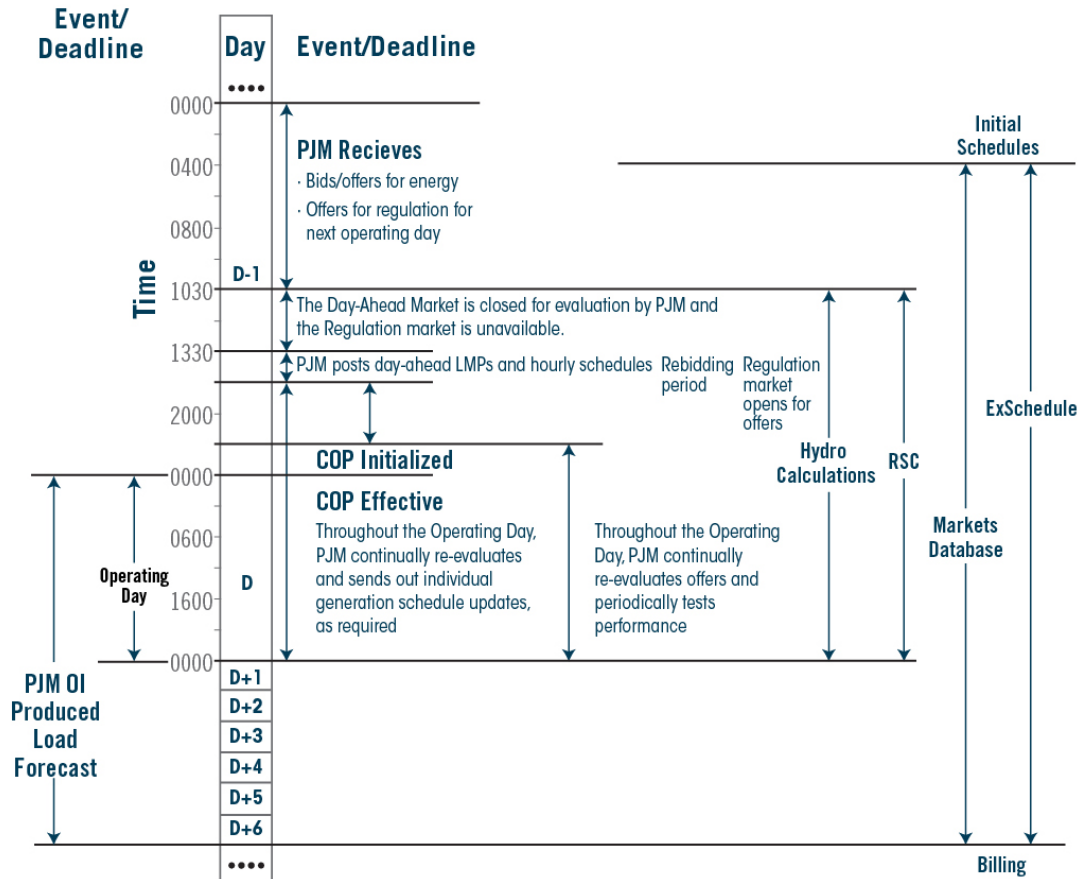 Event/
Deadline
Day
Event/Deadline
••••
0000
Initial
Schedules
PJM Recieves
0400
· Bids/offers for energy
· Offers for regulation for
next operating day
0800
Time
D-1
1030
The Day-Ahead Market is closed for evaluation by PJM and
the Regulation market is unavailable.
1330
PJM posts day-ahead LMPs and hourly schedules
Rebidding
period
Regulation
market
opens for
offers
2000
ExSchedule
Hydro
Calculations
RSC
COP Initialized
0000
COP Effective
Throughout the Operating Day,
PJM continually re-evaluates
and sends out individual
generation schedule updates,
as required
Throughout the Operating
Day, PJM continually
re-evaluates offers and
periodically tests
performance
Markets
Database
0600
Operating
Day
D
1600
0000
D+1
PJM OI
Produced
Load
Forecast
D+2
D+3
D+4
D+5
D+6
••••
Billing